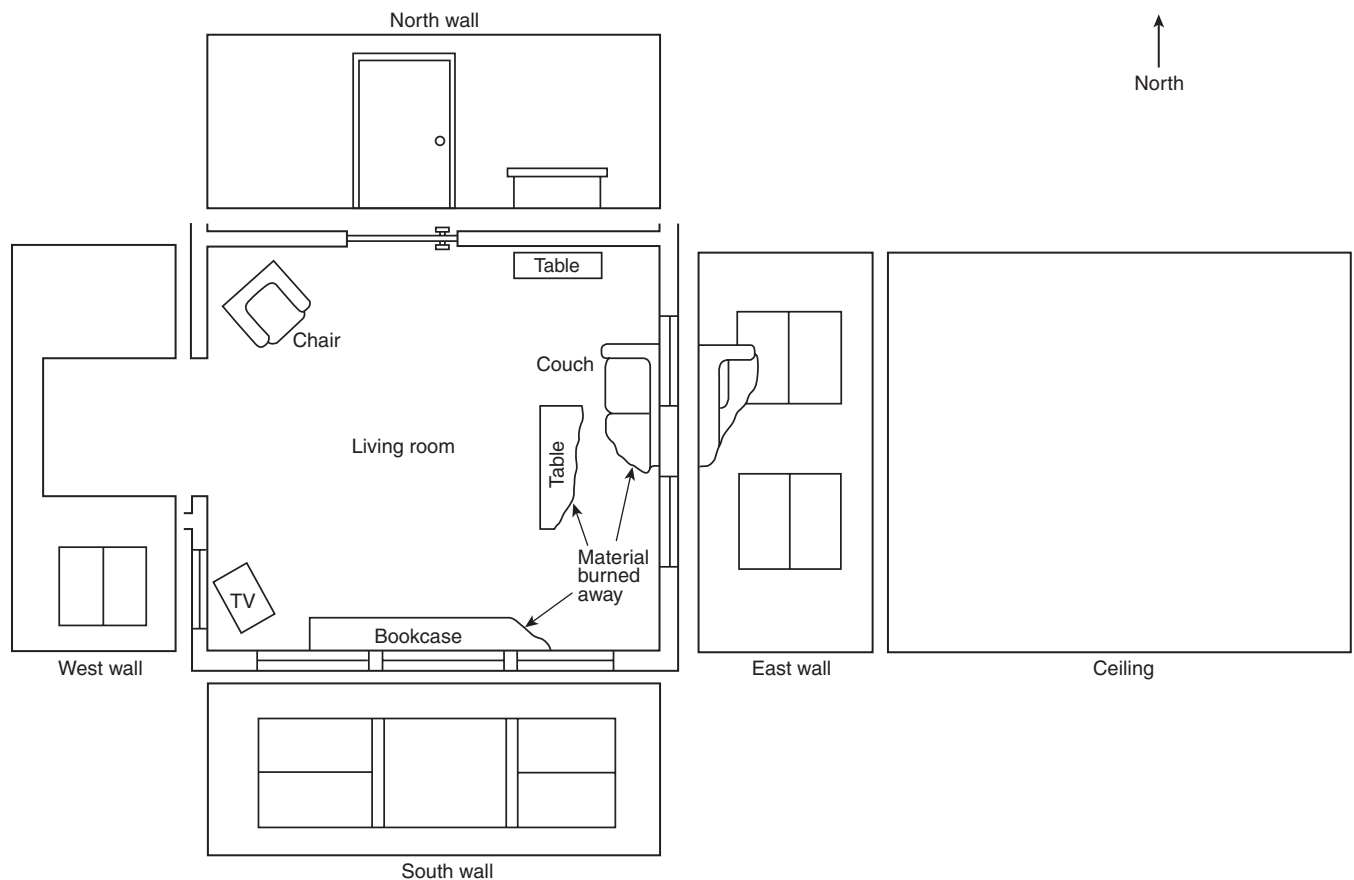 North wall
North
Table
Chair
Couch
Living room
Table
Material
burned
away
TV
Bookcase
West wall
East wall
Ceiling
South wall